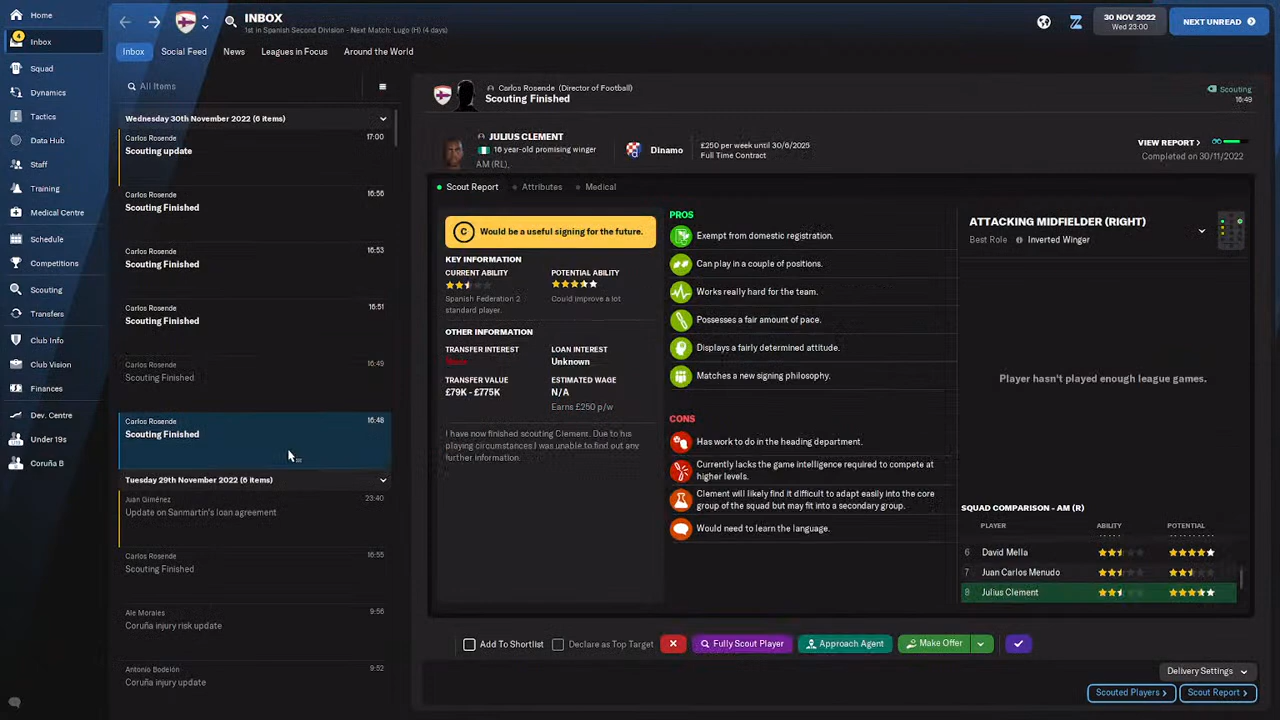 Home
4
Inbox
Squad
Dynamics
Tactics
Data Hub
Staff
Training
Medical Centre
Schedule
Competitions
Scouting
Transfers
Club Info
Club Vision
Finances
Dev. Centre
Under 19s
Coruña B
INBOX
1st in Spanish Second Division - Next Match: Lugo (H) (4 days)
30 NOV 2022
Wed 23:00
NEXT UNREAD
Inbox
Social Feed
News
Leagues in Focus
Around the World
All Items
Wednesday 30th November 2022 (6 items)
Carlos Rosende
17:00
Scouting update
Carlos Rosende
16:56
Scouting Finished
Carlos Rosende
16:53
Scouting Finished
Carlos Rosende
16:51
Scouting Finished
Carlos Rosende
16:49
Scouting Finished
Carlos Rosende
16:48
Scouting Finished
Tuesday 29th November 2022 (6 items)
Juan Giménez
23:40
Update on Sanmartín's loan agreement
Carlos Rosende
16:55
Scouting Finished
Ale Morales
9:56
Coruña injury risk update
Antonio Bodelón
9:52
Coruña injury update
Carlos Rosende (Director of Football)
Scouting Finished
Scouting
16:49
JULIUS CLEMENT
16 year-old promising winger
AM (RL),
Dinamo
£250 per week until 30/6/2025
Full Time Contract
VIEW REPORT >
Completed on 30/11/2022
Scout Report
Attributes
Medical
C
Would be a useful signing for the future.
KEY INFORMATION
CURRENT ABILITY
POTENTIAL ABILITY
Spanish Federation 2
standard player.
Could improve a lot
OTHER INFORMATION
TRANSFER INTEREST
LOAN INTEREST
Unknown
TRANSFER VALUE
£79K - £775K
ESTIMATED WAGE
N/A
Earns £250 p/w
I have now finished scouting Clement. Due to his
playing circumstances I was unable to find out any
further information.
PROS
Exempt from domestic registration.
Can play in a couple of positions.
Works really hard for the team.
Possesses a fair amount of pace.
Displays a fairly determined attitude.
Matches a new signing philosophy.
CONS
Has work to do in the heading department.
Currently lacks the game intelligence required to compete at
higher levels.
Clement will likely find it difficult to adapt easily into the core
group of the squad but may fit into a secondary group.
Would need to learn the language.
ATTACKING MIDFIELDER (RIGHT)
Best Role
Inverted Winger
Player hasn't played enough league games.
SQUAD COMPARISON - AM (R)
PLAYER
ABILITY
POTENTIAL
6 David Mella
7 Juan Carlos Menudo
8 Julius Clement
Add To Shortlist
Declare as Top Target
Fully Scout Player
Approach Agent
Make Offer
Delivery Settings
Scouted Players >
Scout Report >